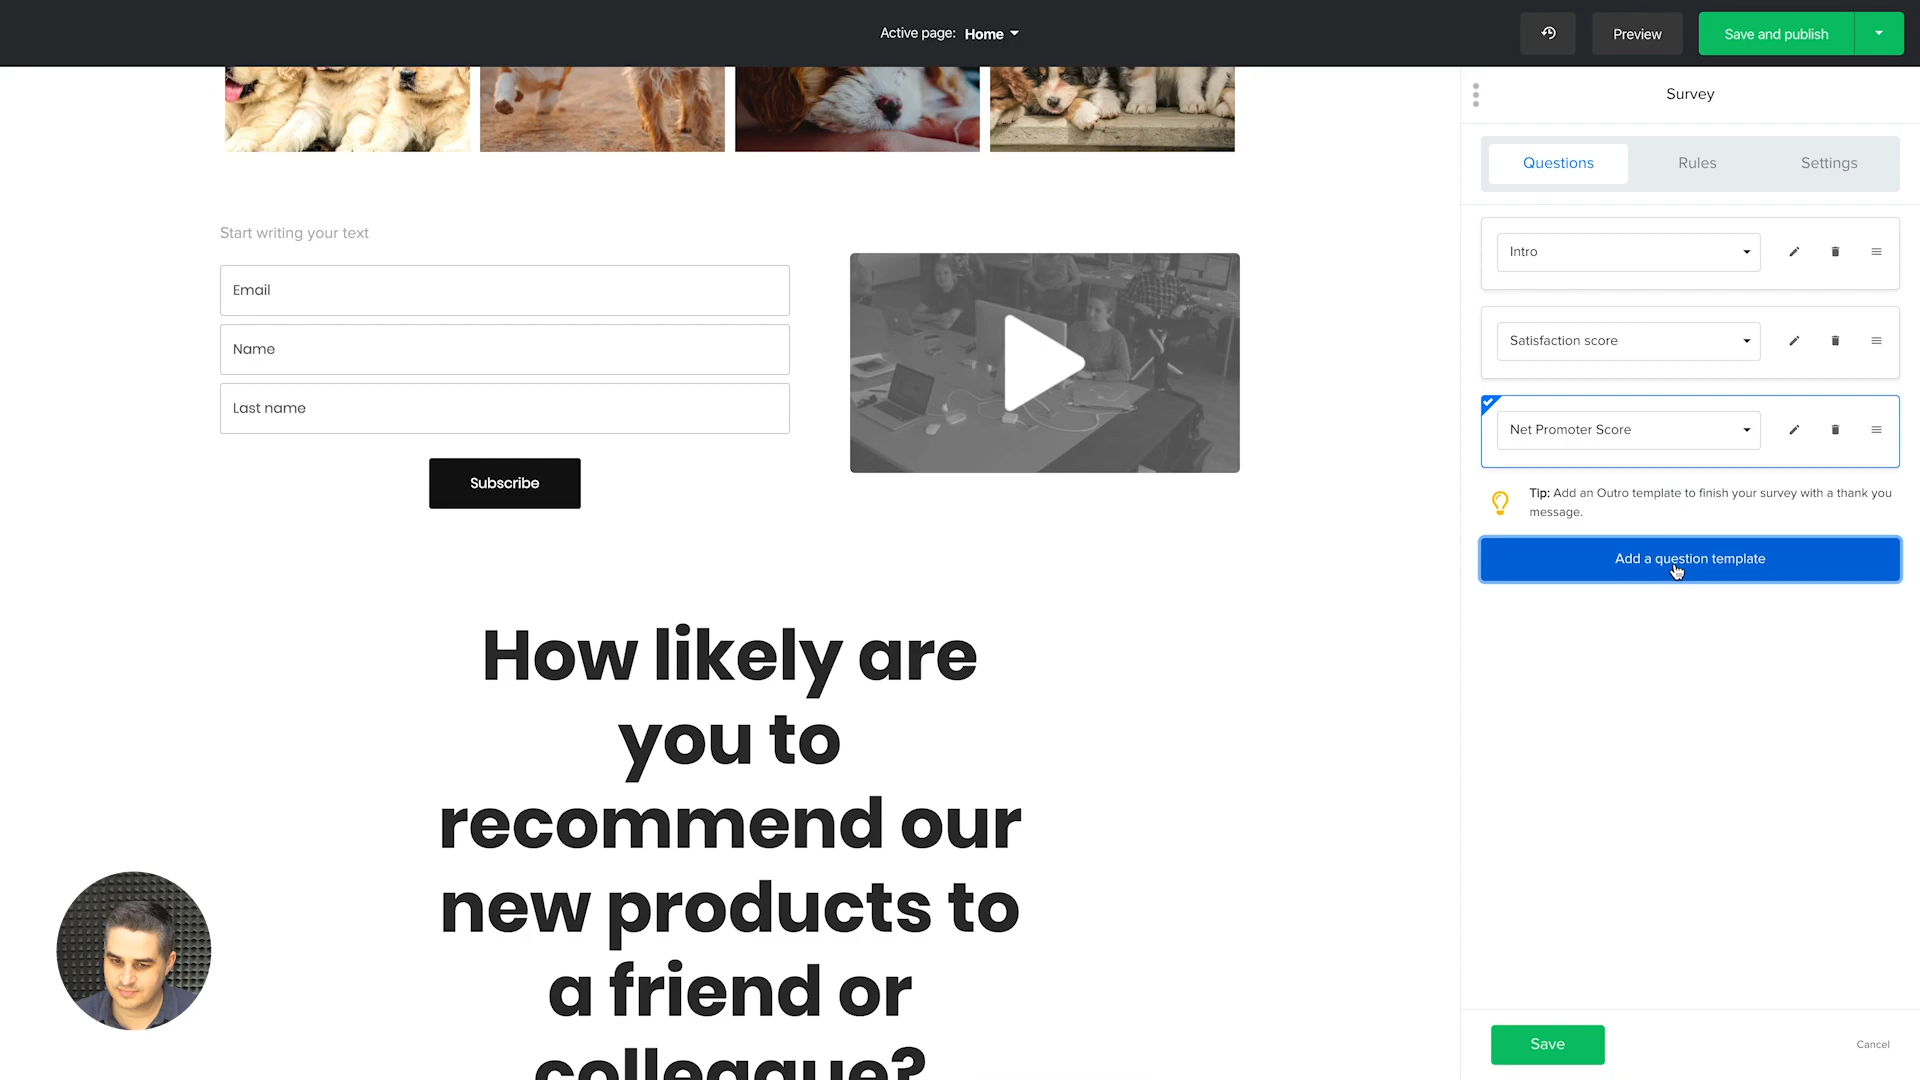 Active page: Home
Preview
Save and publish
Survey
Questions
Rules
Settings
Intro
Satisfaction score
Net Promoter Score
Tip: Add an Outro template to finish your survey with a thank you
message.
Add a question template
Start writing your text
Email
Name
Last name
Subscribe
How likely are
you to
recommend our
new products to
a friend or
colleague?
Save
Cancel